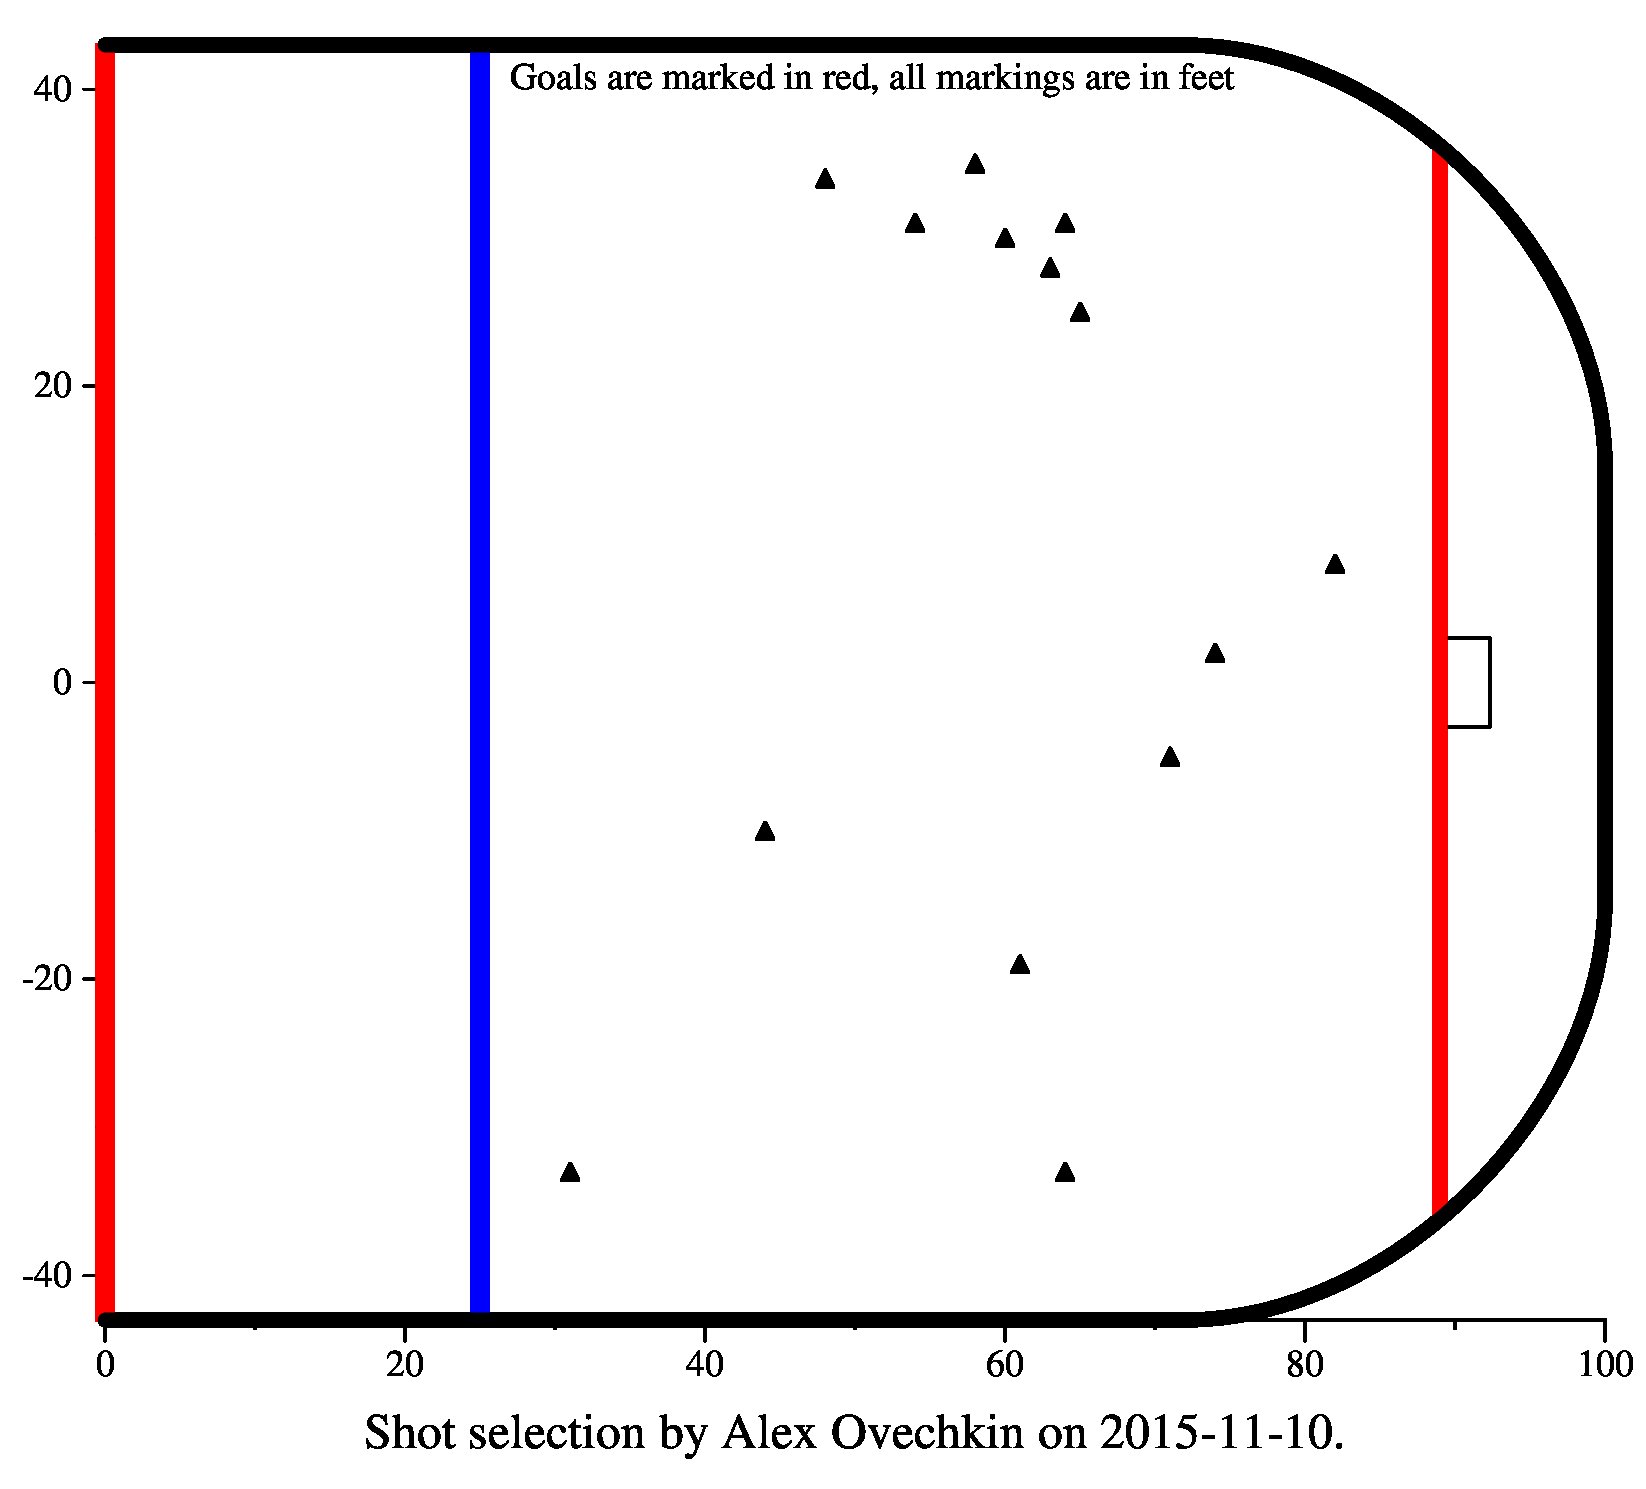 Goals are marked in red, all markings are in feet
40
20
0
-20
-40
0 20 40 60 80 100
Shot selection by Alex Ovechkin on 2015-11-10.